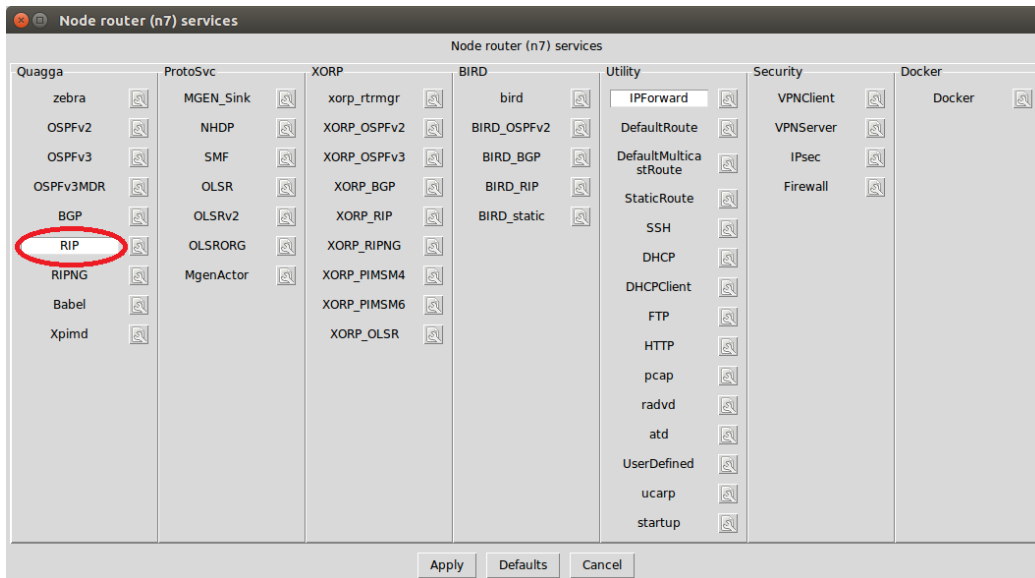 Node router (n7) services
Node router (n7) services
Quagga
zebra
OSPFv2
OSPFv3
OSPFv3MDR
BGP
RIP
RIPNG
Babel
Xpimd
ProtoSvc
MGEN_Sink
NHDP
SMF
OLSR
OLSRv2
OLSRORG
MgenActor
XORP
xorp_rtrmgr
XORP_OSPFv2
XORP_OSPFv3
XORP_BGP
XORP_RIP
XORP_RIPNG
XORP_PIMSM4
XORP_PIMSM6
XORP_OLSR
BIRD
bird
BIRD_OSPFv2
BIRD_BGP
BIRD_RIP
BIRD_static
Utility
IPForward
DefaultRoute
DefaultMultica
stRoute
StaticRoute
SSH
DHCP
DHCPClient
FTP
HTTP
pcap
radvd
atd
UserDefined
ucarp
startup
Security
VPNClient
VPNServer
IPsec
Firewall
Docker
Docker
Apply
Defaults
Cancel